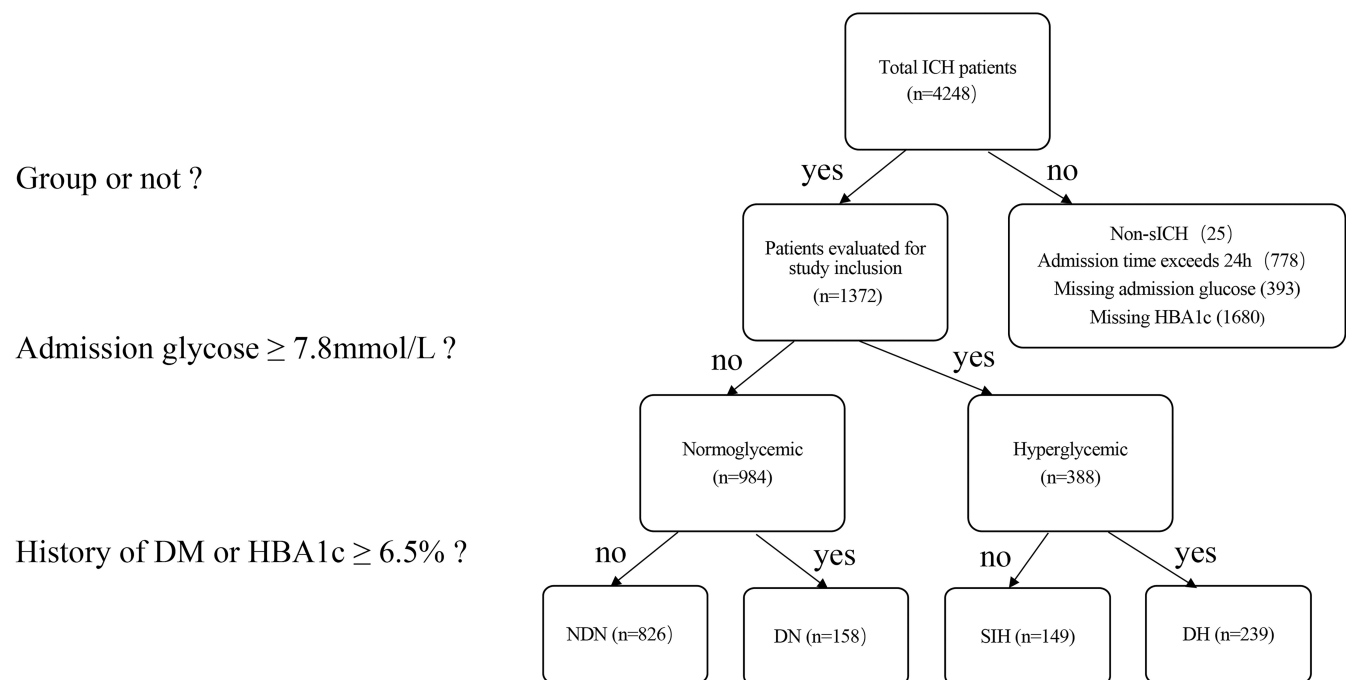 Total ICH patients
(n=4248）
Group or not ?
yes
no
Patients evaluated for
study inclusion
(n=1372)
Non-sICH（25）
Admission time exceeds 24h（778）
Missing admission glucose (393)
Missing HBA1c (1680)
Admission glycose ≥ 7.8mmol/L ?
no
yes
Normoglycemic
(n=984)
Hyperglycemic
(n=388)
History of DM or HBA1c ≥ 6.5% ?
no
yes
no
yes
NDN (n=826）
DN (n=158）
SIH (n=149)
DH (n=239)